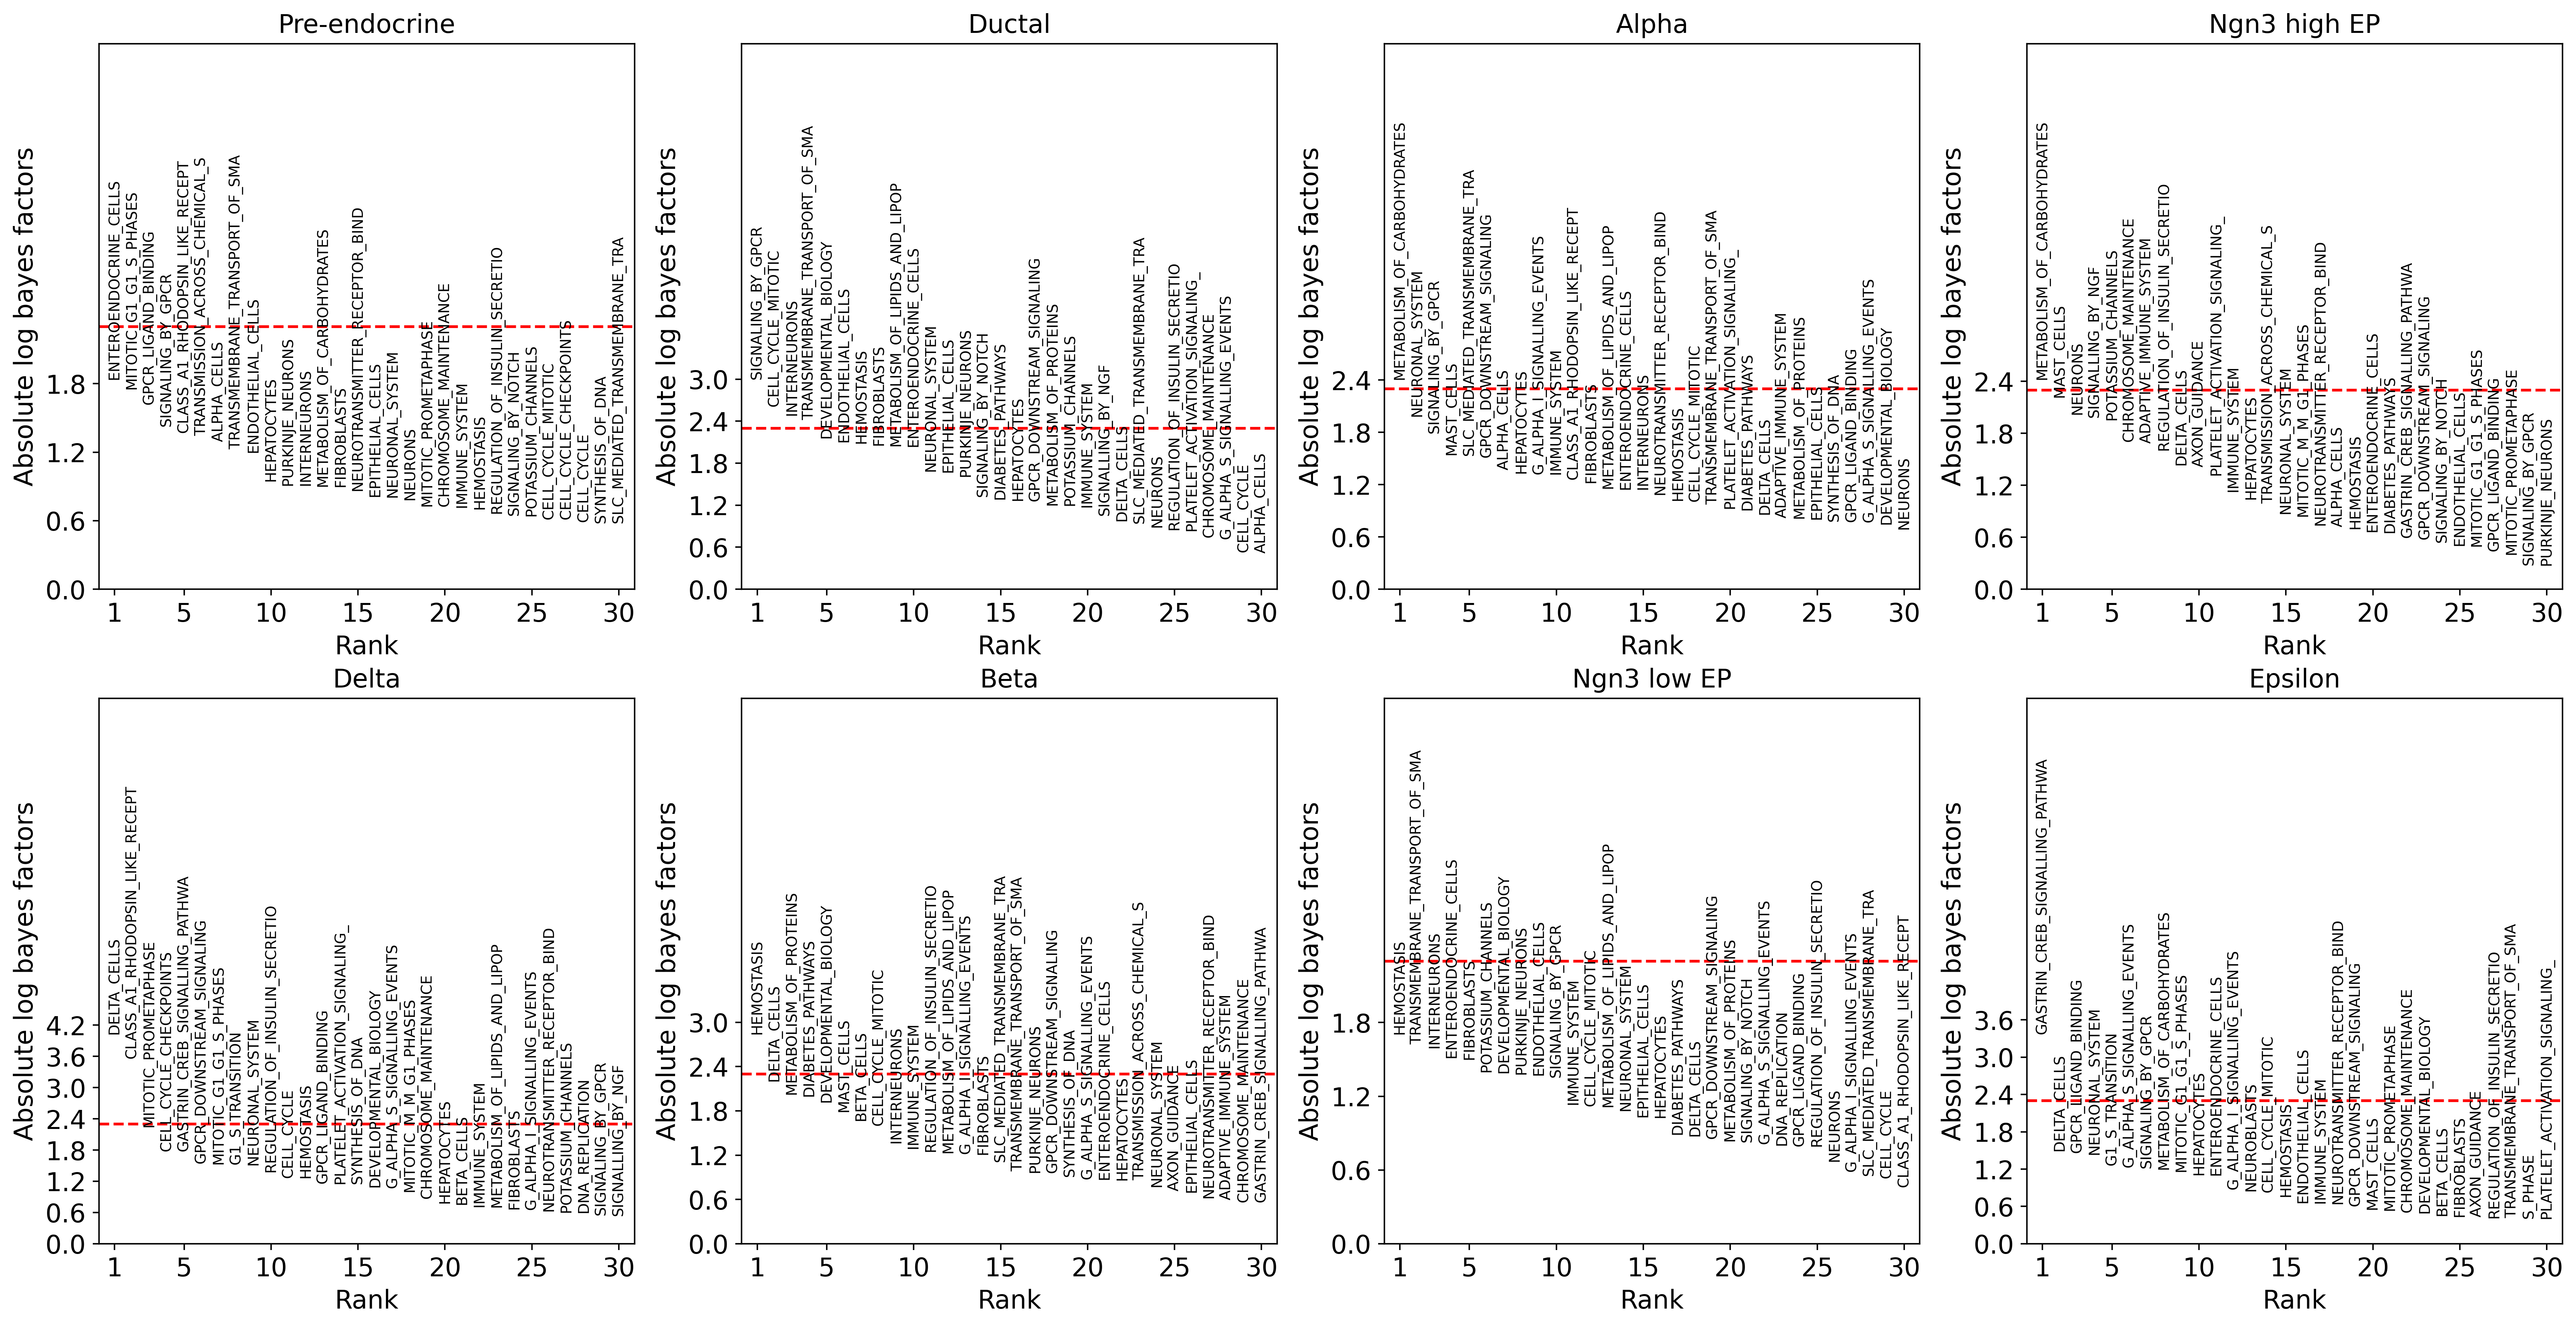 Pre-endocrine
Absolute log bayes factors
1.8
1.2
0.6
0.0
ENTEROENDOCRINE_CELLS
MITOTIC_G1_G1_S_PHASES
GPCR_LIGAND_BINDING
SIGNALING_BY_GPCR
CLASS_A1_RHODOPSIN_LIKE_RECEPT
TRANSMISSION_ACROSS_CHEMICAL_S
ALPHA_CELLS
TRANSMEMBRANE_TRANSPORT_OF_SMA
ENDOTHELIAL_CELLS
HEPATOCYTES
PURKINJE_NEURONS
INTERNEURONS
METABOLISM_OF_CARBOHYDRATES
FIBROBLASTS
NEUROTRANSMITTER_RECEPTOR_BIND
EPITHELIAL_CELLS
NEURONAL_SYSTEM
NEURONS
MITOTIC_PROMETAPHASE
CHROMOSOME_MAINTENANCE
IMMUNE_SYSTEM
HEMOSTASIS
REGULATION_OF_INSULIN_SECRETIO
SIGNALING_BY_NOTCH
POTASSIUM_CHANNELS
CELL_CYCLE_MITOTIC
CELL_CYCLE_CHECKPOINTS
CELL_CYCLE
SYNTHESIS_OF_DNA
SLC_MEDIATED_TRANSMEMBRANE_TRA
1 5 10 15 20 25 30
Rank
Ductal
Absolute log bayes factors
3.0
2.4
1.8
1.2
0.6
0.0
SIGNALING_BY_GPCR
CELL_CYCLE_MITOTIC
INTERNEURONS
TRANSMEMBRANE_TRANSPORT_OF_SMA
DEVELOPMENTAL_BIOLOGY
ENDOTHELIAL_CELLS
HEMOSTASIS
FIBROBLASTS
METABOLISM_OF_LIPIDS_AND_LIPOP
ENTEROENDOCRINE_CELLS
NEURONAL_SYSTEM
EPITHELIAL_CELLS
PURKINJE_NEURONS
SIGNALING_BY_NOTCH
DIABETES_PATHWAYS
HEPATOCYTES
GPCR_DOWNSTREAM_SIGNALING
METABOLISM_OF_PROTEINS
POTASSIUM_CHANNELS
IMMUNE_SYSTEM
SIGNALLING_BY_NGF
DELTA_CELLS
SLC_MEDIATED_TRANSMEMBRANE_TRA
NEURONS
REGULATION_OF_INSULIN_SECRETIO
PLATELET_ACTIVATION_SIGNALING_
CHROMOSOME_MAINTENANCE
G_ALPHA_S_SIGNALLING_EVENTS
CELL_CYCLE
ALPHA_CELLS
1 5 10 15 20 25 30
Rank
Alpha
Absolute log bayes factors
2.4
1.8
1.2
0.6
0.0
METABOLISM_OF_CARBOHYDRATES
NEURONAL_SYSTEM
SIGNALING_BY_GPCR
MAST_CELLS
SLC_MEDIATED_TRANSMEMBRANE_TRA
GPCR_DOWNSTREAM_SIGNALING
ALPHA_CELLS
HEPATOCYTES
G_ALPHA_I_SIGNALLING_EVENTS
IMMUNE_SYSTEM
CLASS_A1_RHODOPSIN_LIKE_RECEPT
FIBROBLASTS
METABOLISM_OF_LIPIDS_AND_LIPOP
ENTEROENDOCRINE_CELLS
INTERNEURONS
NEUROTRANSMITTER_RECEPTOR_BIND
HEMOSTASIS
CELL_CYCLE_MITOTIC
TRANSMEMBRANE_TRANSPORT_OF_SMA
PLATELET_ACTIVATION_SIGNALING_
DIABETES_PATHWAYS
DELTA_CELLS
ADAPTIVE_IMMUNE_SYSTEM
METABOLISM_OF_PROTEINS
EPITHELIAL_CELLS
SYNTHESIS_OF_DNA
GPCR_LIGAND_BINDING
G_ALPHA_S_SIGNALLING_EVENTS
DEVELOPMENTAL_BIOLOGY
NEURONS
1 5 10 15 20 25 30
Rank
Ngn3 high EP
Absolute log bayes factors
2.4
1.8
1.2
0.6
0.0
METABOLISM_OF_CARBOHYDRATES
MAST_CELLS
NEURONS
SIGNALLING_BY_NGF
POTASSIUM_CHANNELS
CHROMOSOME_MAINTENANCE
ADAPTIVE_IMMUNE_SYSTEM
REGULATION_OF_INSULIN_SECRETIO
DELTA_CELLS
AXON_GUIDANCE
PLATELET_ACTIVATION_SIGNALING_
IMMUNE_SYSTEM
HEPATOCYTES
TRANSMISSION_ACROSS_CHEMICAL_S
NEURONAL_SYSTEM
MITOTIC_M_M_G1_PHASES
NEUROTRANSMITTER_RECEPTOR_BIND
ALPHA_CELLS
HEMOSTASIS
ENTEROENDOCRINE_CELLS
DIABETES_PATHWAYS
GASTRIN_CREB_SIGNALLING_PATHWA
GPCR_DOWNSTREAM_SIGNALING
SIGNALING_BY_NOTCH
ENDOTHELIAL_CELLS
MITOTIC_G1_G1_S_PHASES
GPCR_LIGAND_BINDING
MITOTIC_PROMETAPHASE
SIGNALING_BY_GPCR
PURKINJE_NEURONS
1 5 10 15 20 25 30
Rank
Delta
Absolute log bayes factors
4.2
3.6
3.0
2.4
1.8
1.2
0.6
0.0
DELTA_CELLS
CLASS_A1_RHODOPSIN_LIKE_RECEPT
MITOTIC_PROMETAPHASE
CELL_CYCLE_CHECKPOINTS
GASTRIN_CREB_SIGNALLING_PATHWA
GPCR_DOWNSTREAM_SIGNALING
MITOTIC_G1_G1_S_PHASES
G1_S_TRANSITION
NEURONAL_SYSTEM
REGULATION_OF_INSULIN_SECRETIO
CELL_CYCLE
HEMOSTASIS
GPCR_LIGAND_BINDING
PLATELET_ACTIVATION_SIGNALING_
SYNTHESIS_OF_DNA
DEVELOPMENTAL_BIOLOGY
G_ALPHA_S_SIGNALLING_EVENTS
MITOTIC_M_M_G1_PHASES
CHROMOSOME_MAINTENANCE
HEPATOCYTES
BETA_CELLS
IMMUNE_SYSTEM
METABOLISM_OF_LIPIDS_AND_LIPOP
FIBROBLASTS
G_ALPHA_I_SIGNALLING_EVENTS
NEUROTRANSMITTER_RECEPTOR_BIND
POTASSIUM_CHANNELS
DNA_REPLICATION
SIGNALING_BY_GPCR
SIGNALLING_BY_NGF
1 5 10 15 20 25 30
Rank
Beta
Absolute log bayes factors
3.0
2.4
1.8
1.2
0.6
0.0
HEMOSTASIS
DELTA_CELLS
METABOLISM_OF_PROTEINS
DIABETES_PATHWAYS
DEVELOPMENTAL_BIOLOGY
MAST_CELLS
BETA_CELLS
CELL_CYCLE_MITOTIC
INTERNEURONS
IMMUNE_SYSTEM
REGULATION_OF_INSULIN_SECRETIO
METABOLISM_OF_LIPIDS_AND_LIPOP
G_ALPHA_I_SIGNALLING_EVENTS
FIBROBLASTS
SLC_MEDIATED_TRANSMEMBRANE_TRA
TRANSMEMBRANE_TRANSPORT_OF_SMA
PURKINJE_NEURONS
GPCR_DOWNSTREAM_SIGNALING
SYNTHESIS_OF_DNA
G_ALPHA_S_SIGNALLING_EVENTS
ENTEROENDOCRINE_CELLS
HEPATOCYTES
TRANSMISSION_ACROSS_CHEMICAL_S
NEURONAL_SYSTEM
AXON_GUIDANCE
EPITHELIAL_CELLS
NEUROTRANSMITTER_RECEPTOR_BIND
ADAPTIVE_IMMUNE_SYSTEM
CHROMOSOME_MAINTENANCE
GASTRIN_CREB_SIGNALLING_PATHWA
1 5 10 15 20 25 30
Rank
Ngn3 low EP
Absolute log bayes factors
1.8
1.2
0.6
0.0
HEMOSTASIS
TRANSMEMBRANE_TRANSPORT_OF_SMA
INTERNEURONS
ENTEROENDOCRINE_CELLS
FIBROBLASTS
POTASSIUM_CHANNELS
DEVELOPMENTAL_BIOLOGY
PURKINJE_NEURONS
ENDOTHELIAL_CELLS
SIGNALING_BY_GPCR
IMMUNE_SYSTEM
CELL_CYCLE_MITOTIC
METABOLISM_OF_LIPIDS_AND_LIPOP
NEURONAL_SYSTEM
EPITHELIAL_CELLS
HEPATOCYTES
DIABETES_PATHWAYS
DELTA_CELLS
GPCR_DOWNSTREAM_SIGNALING
METABOLISM_OF_PROTEINS
SIGNALING_BY_NOTCH
G_ALPHA_S_SIGNALLING_EVENTS
DNA_REPLICATION
GPCR_LIGAND_BINDING
REGULATION_OF_INSULIN_SECRETIO
NEURONS
G_ALPHA_I_SIGNALLING_EVENTS
SLC_MEDIATED_TRANSMEMBRANE_TRA
CELL_CYCLE
CLASS_A1_RHODOPSIN_LIKE_RECEPT
1 5 10 15 20 25 30
Rank
Epsilon
Absolute log bayes factors
3.6
3.0
2.4
1.8
1.2
0.6
0.0
GASTRIN_CREB_SIGNALLING_PATHWA
DELTA_CELLS
GPCR_LIGAND_BINDING
NEURONAL_SYSTEM
G1_S_TRANSITION
G_ALPHA_S_SIGNALLING_EVENTS
SIGNALING_BY_GPCR
METABOLISM_OF_CARBOHYDRATES
MITOTIC_G1_G1_S_PHASES
HEPATOCYTES
ENTEROENDOCRINE_CELLS
G_ALPHA_I_SIGNALLING_EVENTS
NEUROBLASTS
CELL_CYCLE_MITOTIC
HEMOSTASIS
ENDOTHELIAL_CELLS
IMMUNE_SYSTEM
NEUROTRANSMITTER_RECEPTOR_BIND
GPCR_DOWNSTREAM_SIGNALING
MAST_CELLS
MITOTIC_PROMETAPHASE
CHROMOSOME_MAINTENANCE
DEVELOPMENTAL_BIOLOGY
BETA_CELLS
FIBROBLASTS
AXON_GUIDANCE
REGULATION_OF_INSULIN_SECRETIO
TRANSMEMBRANE_TRANSPORT_OF_SMA
S_PHASE
PLATELET_ACTIVATION_SIGNALING_
1 5 10 15 20 25 30
Rank